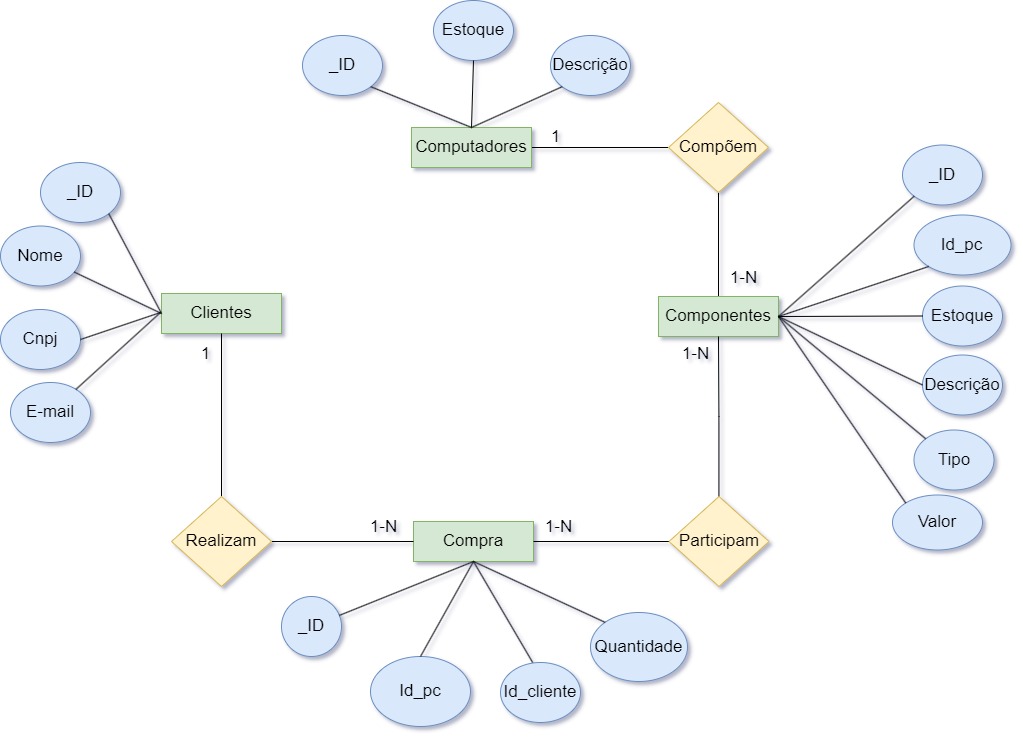 Estoque
_ID
Descrição
Computadores
1
Compõem
_ID
_ID
Nome
Id_pc
1-N
Clientes
Componentes
Estoque
Cnpj
1
1-N
Descrição
E-mail
Tipo
Valor
1-N
1-N
Realizam
Compra
Participam
_ID
Quantidade
Id_pc
Id_cliente